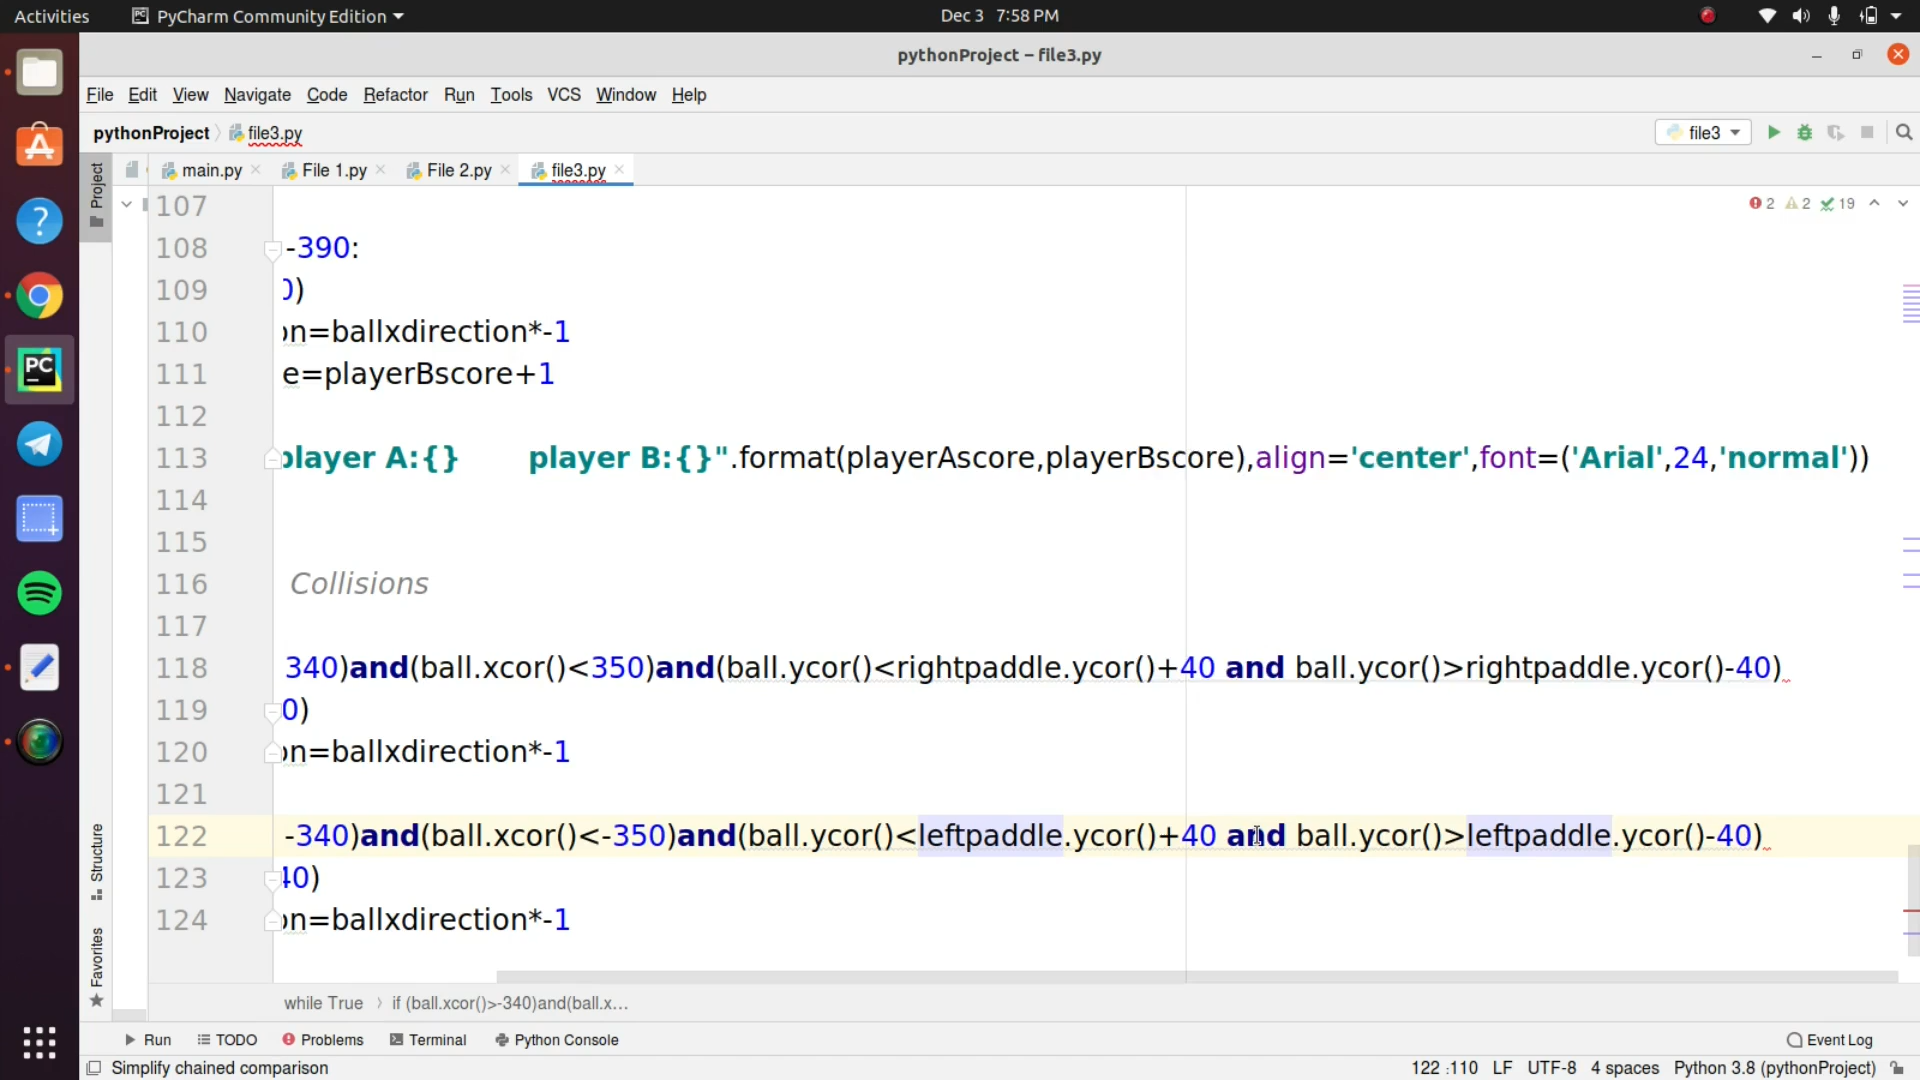 Activities PyCharm Community Edition Dec 3 7:58 PM
pythonProject – file3.py
File Edit View Navigate Code Refactor Run Tools VCS Window Help
pythonProject file3.py file3
main.py File 1.py File 2.py file3.py
Project
107 2 2 19
108 -390:
109 0)
110 on=ballxdirection*-1
111 e=playerBscore+1
112
113 player A:{} player B:{}".format(playerAscore,playerBscore),align='center',font=('Arial',24,'normal'))
114
115
116 Collisions
117
118 340)and(ball.xcor()<350)and(ball.ycor()<rightpaddle.ycor()+40 and ball.ycor()>rightpaddle.ycor()-40)
119 0)
120 on=ballxdirection*-1
121
122 -340)and(ball.xcor()<-350)and(ball.ycor()<leftpaddle.ycor()+40 and ball.ycor()>leftpaddle.ycor()-40)
123 40)
124 on=ballxdirection*-1
Structure
Favorites
while True if (ball.xcor()>-340)and(ball.x...
Run TODO Problems Terminal Python Console Event Log
Simplify chained comparison 122:110 LF UTF-8 4 spaces Python 3.8 (pythonProject)